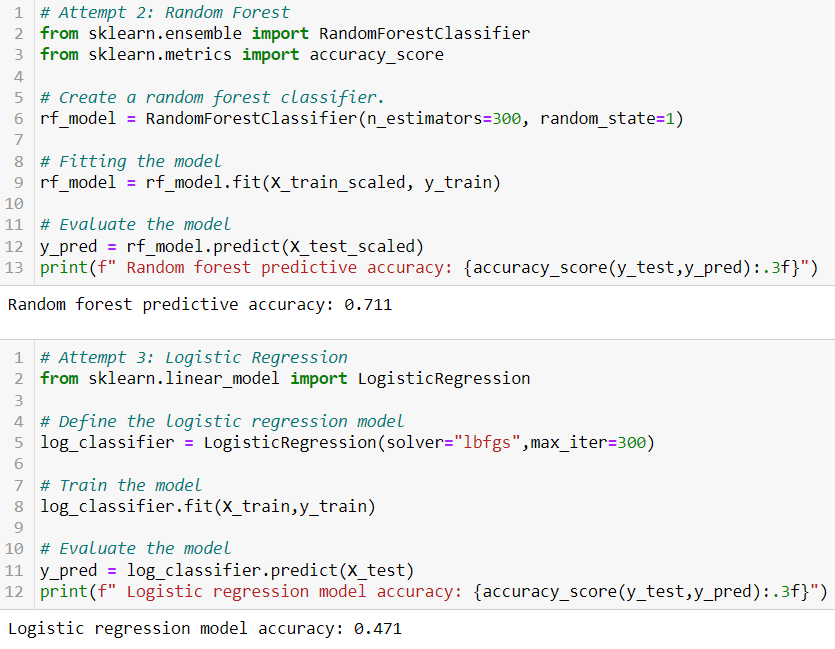 1 # Attempt 2: Random Forest
2 from sklearn.ensemble import RandomForestClassifier
3 from sklearn.metrics import accuracy_score
4
5 # Create a random forest classifier.
6 rf_model = RandomForestClassifier(n_estimators=300, random_state=1)
7
8 # Fitting the model
9 rf_model = rf_model.fit(X_train_scaled, y_train)
10
11 # Evaluate the model
12 y_pred = rf_model.predict(X_test_scaled)
13 print(f" Random forest predictive accuracy: {accuracy_score(y_test,y_pred):.3f}")
Random forest predictive accuracy: 0.711
1 # Attempt 3: Logistic Regression
2 from sklearn.linear_model import LogisticRegression
3
4 # Define the logistic regression model
5 log_classifier = LogisticRegression(solver="lbfgs",max_iter=300)
6
7 # Train the model
8 log_classifier.fit(X_train,y_train)
9
10 # Evaluate the model
11 y_pred = log_classifier.predict(X_test)
12 print(f" Logistic regression model accuracy: {accuracy_score(y_test,y_pred):.3f}")
Logistic regression model accuracy: 0.471